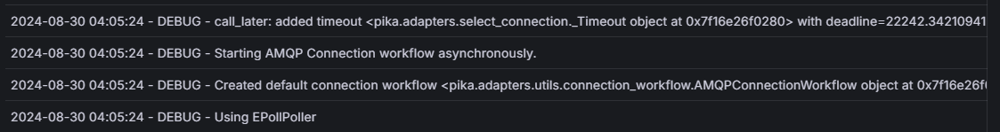 2024-08-30 04:05:24 - DEBUG - call_later: added timeout <pika.adapters.select_connection._Timeout object at 0x7f16e26f0280> with deadline=22242.34210941
2024-08-30 04:05:24 - DEBUG - Starting AMQP Connection workflow asynchronously.
2024-08-30 04:05:24 - DEBUG - Created default connection workflow <pika.adapters.utils.connection_workflow.AMQPConnectionWorkflow object at 0x7f16e26f
2024-08-30 04:05:24 - DEBUG - Using EPollPoller